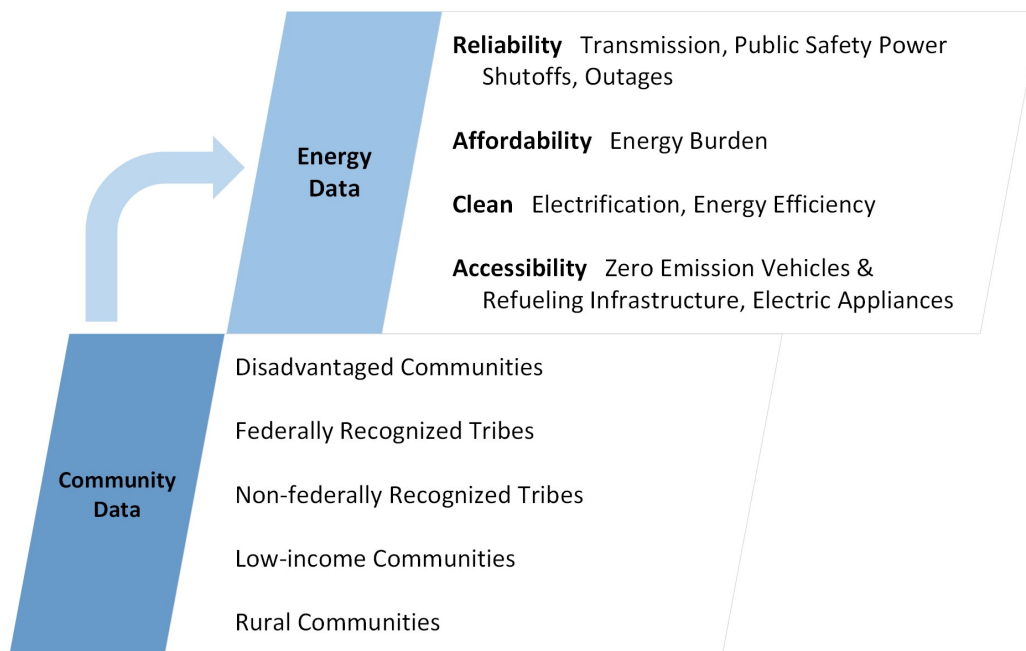 Energy
Data
Reliability Transmission, Public Safety Power
Shutoffs, Outages
Affordability Energy Burden
Clean Electrification, Energy Efficiency
Accessibility Zero Emission Vehicles &
Refueling Infrastructure, Electric Appliances
Community
Data
Disadvantaged Communities
Federally Recognized Tribes
Non-federally Recognized Tribes
Low-income Communities
Rural Communities